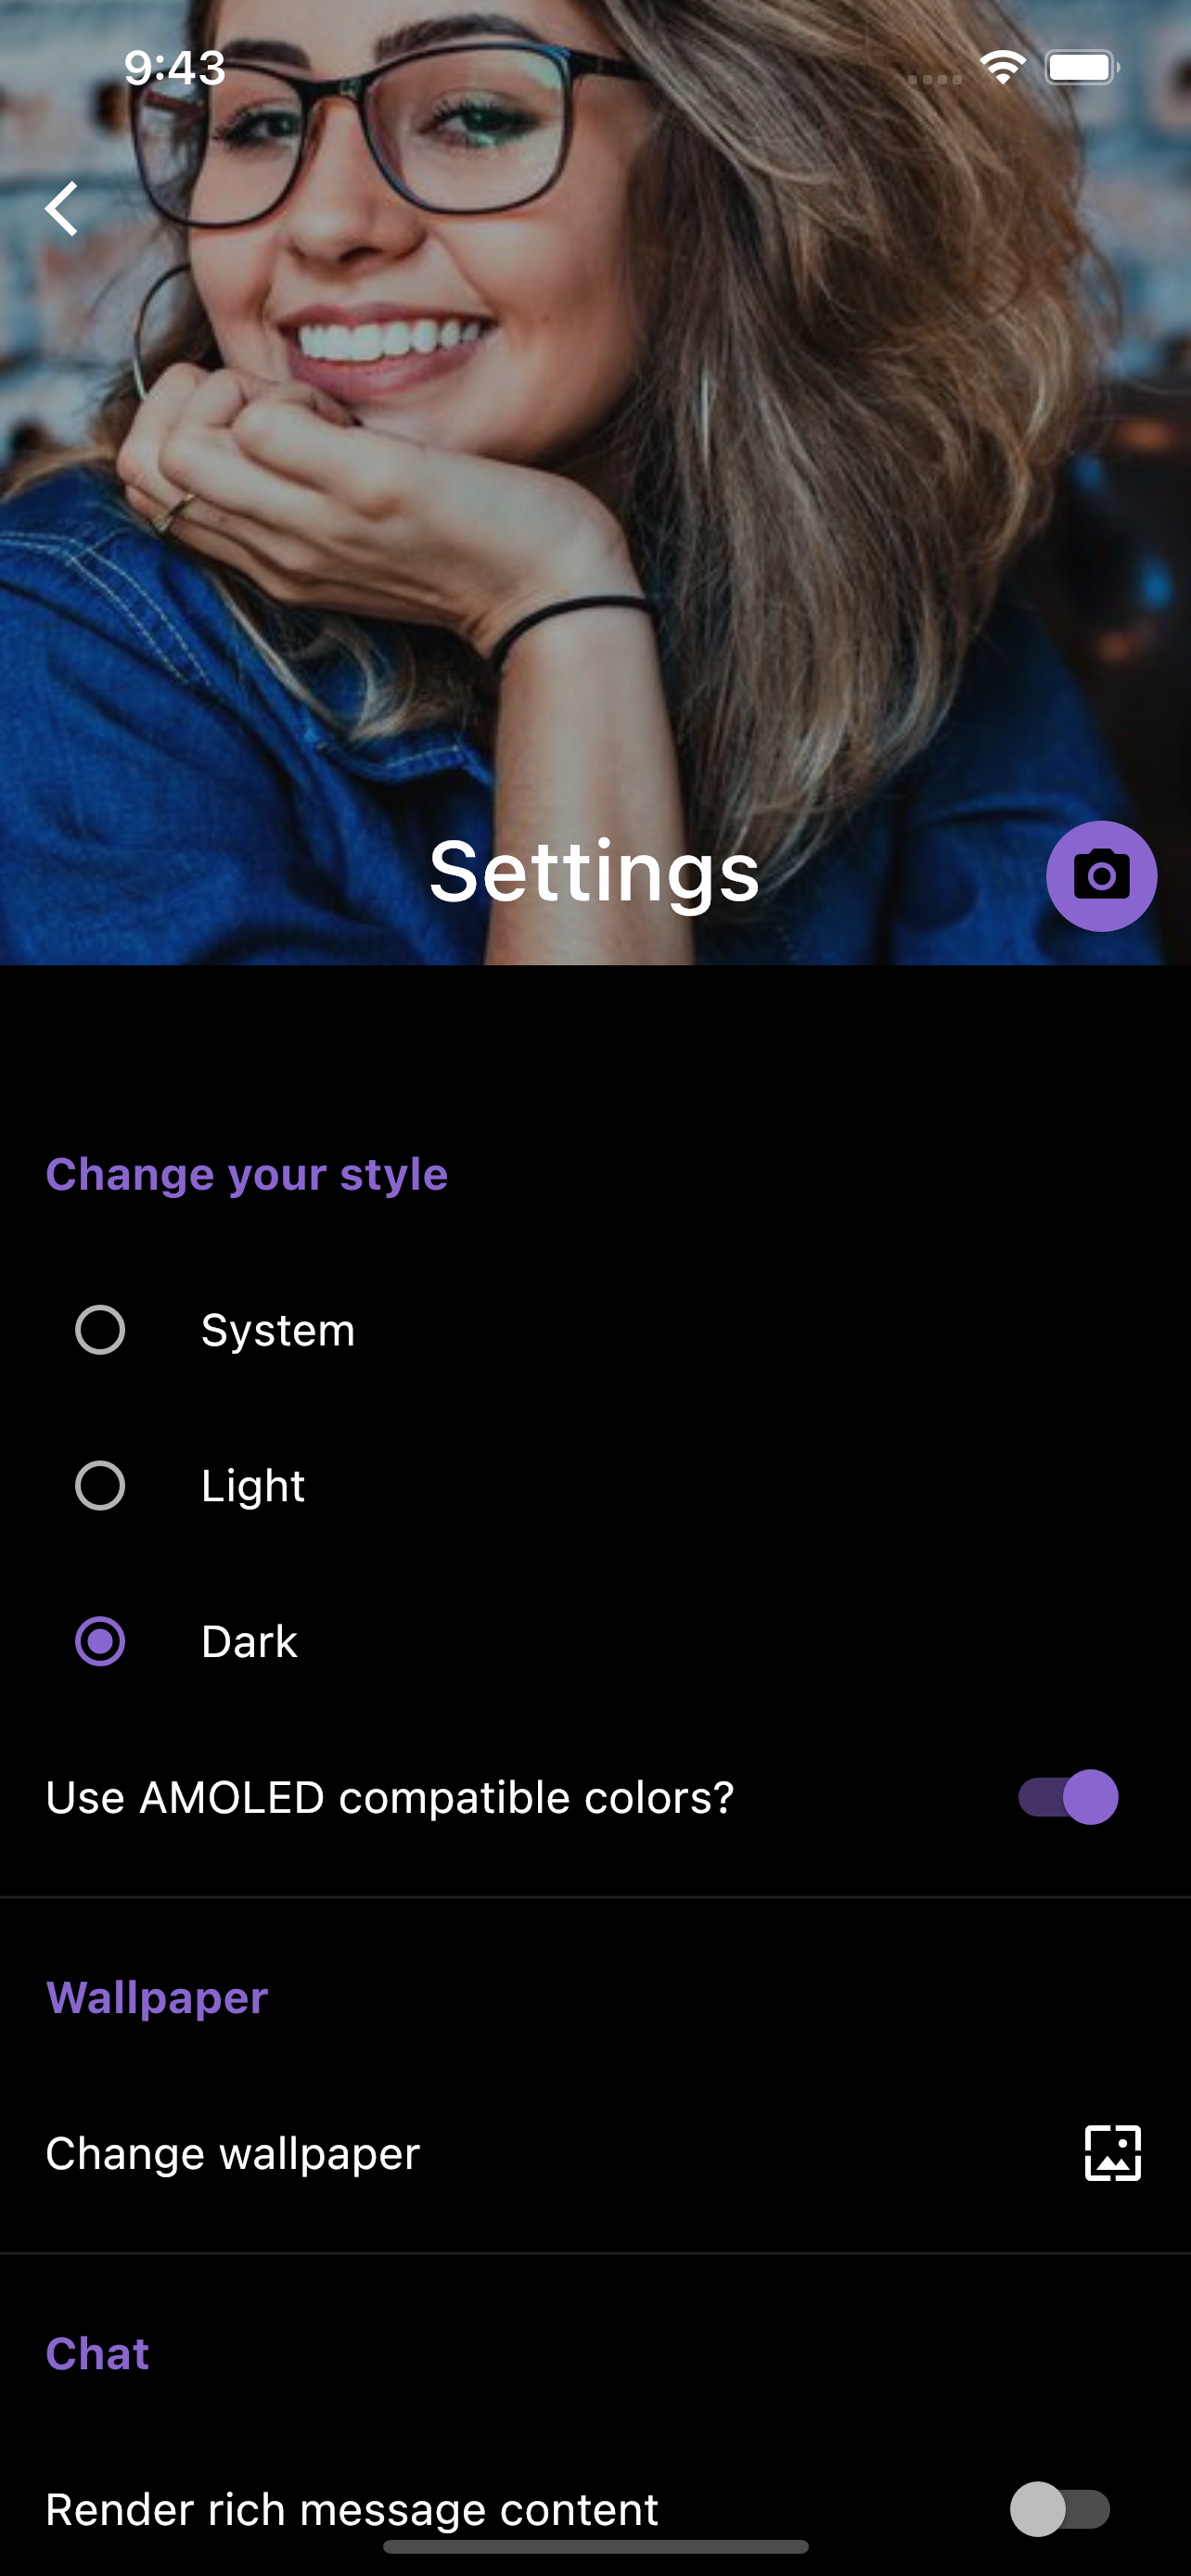 9:43
Settings
Change your style
System
Light
Dark
Use AMOLED compatible colors?
Wallpaper
Change wallpaper
Chat
Render rich message content